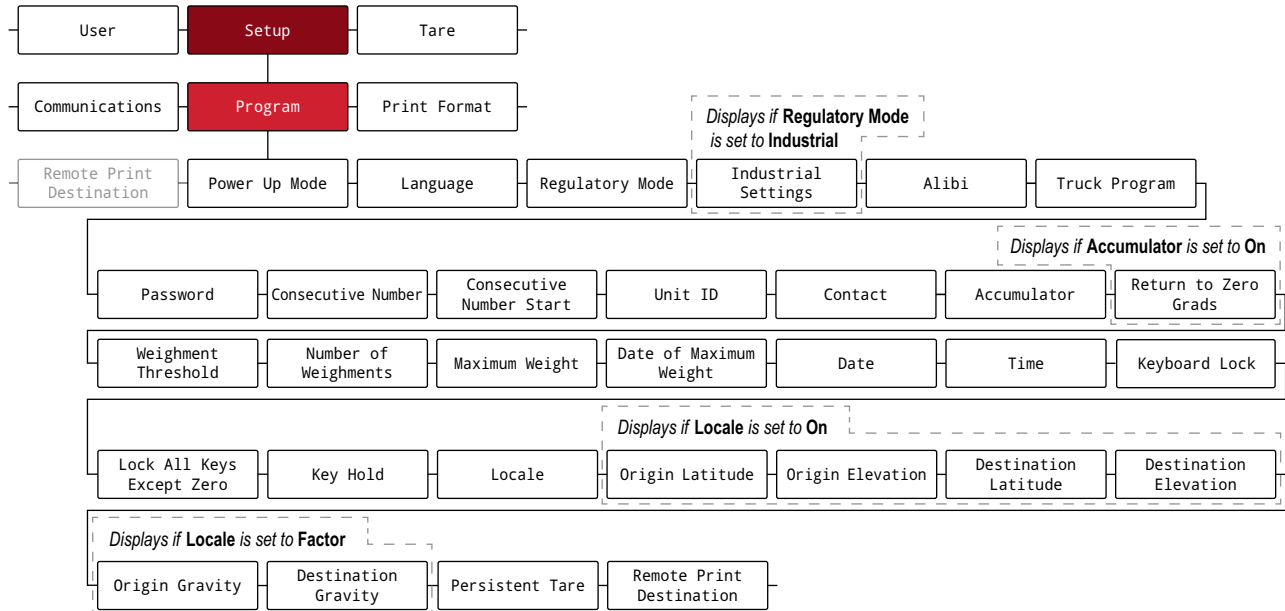 User
Setup
Tare
Communications
Program
Print Format
Displays if Regulatory Mode
is set to Industrial
Remote Print
Destination
Power Up Mode
Language
Regulatory Mode
Industrial
Settings
Alibi
Truck Program
Displays if Accumulator is set to On
Password
Consecutive Number
Consecutive
Number Start
Unit ID
Contact
Accumulator
Return to Zero
Grads
Weighment
Threshold
Number of
Weighments
Maximum Weight
Date of Maximum
Weight
Date
Time
Keyboard Lock
Displays if Locale is set to On
Lock All Keys
Except Zero
Key Hold
Locale
Origin Latitude
Origin Elevation
Destination
Latitude
Destination
Elevation
Displays if Locale is set to Factor
Origin Gravity
Destination
Gravity
Persistent Tare
Remote Print
Destination